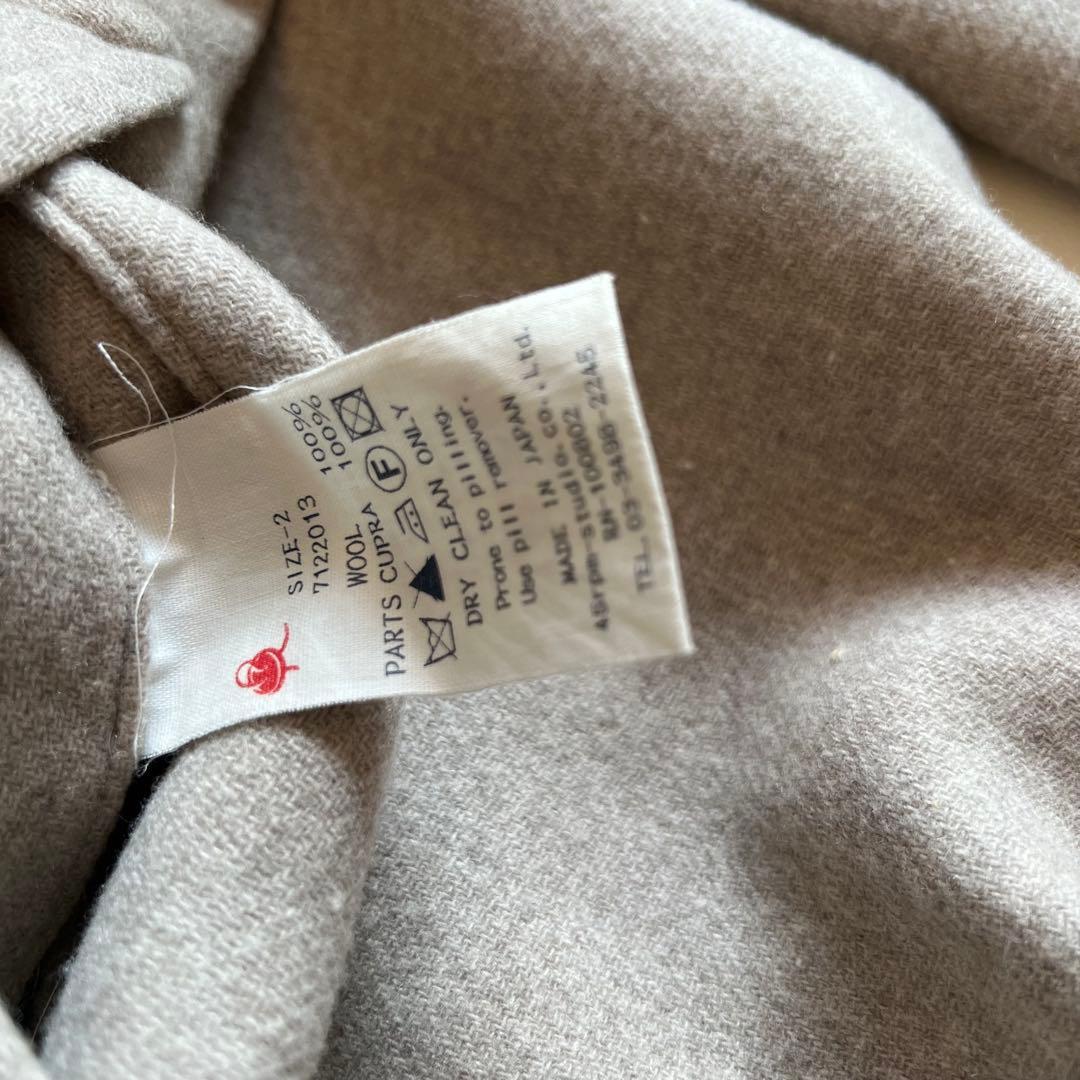 SIZE-2
7122013
WOOL 100%
PARTS CUPRA 100%
F
DRY CLEAN ONLY
Prone to pilling.
Use pill remover.
MADE IN JAPAN
45rpm-studio.co.,Ltd.
RN-100802
TEL. 03-3498-2245